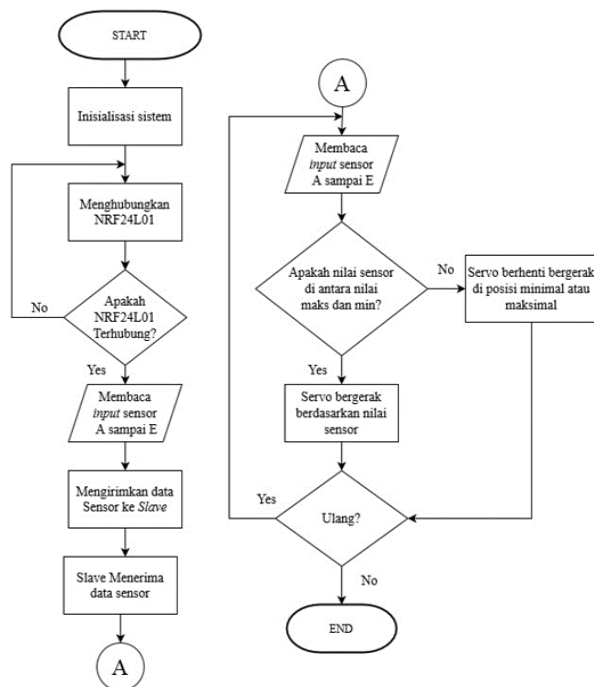 START
Inisialisasi sistem
Menghubungkan
NRF24L01
Apakah
NRF24L01
Terhubung?
No
Yes
Membaca
input sensor
A sampai E
Mengirimkan data
Sensor ke Slave
Slave Menerima
data sensor
A
A
Membaca
input sensor
A sampai E
Apakah nilai sensor
di antara nilai
maks dan min?
No
Servo berhenti bergerak
di posisi minimal atau
maksimal
Yes
Servo bergerak
berdasarkan nilai
sensor
Yes
Ulang?
No
END